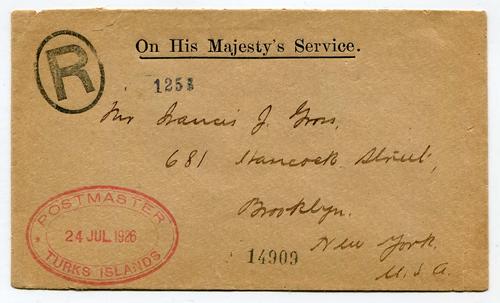 On His Majesty's Service.
R
1253
Mr Francis J. Gross,
681 Hancock Street,
Brooklyn.
New York.
U.S.A.
POSTMASTER
24 JUL 1926
TURKS ISLANDS
14909